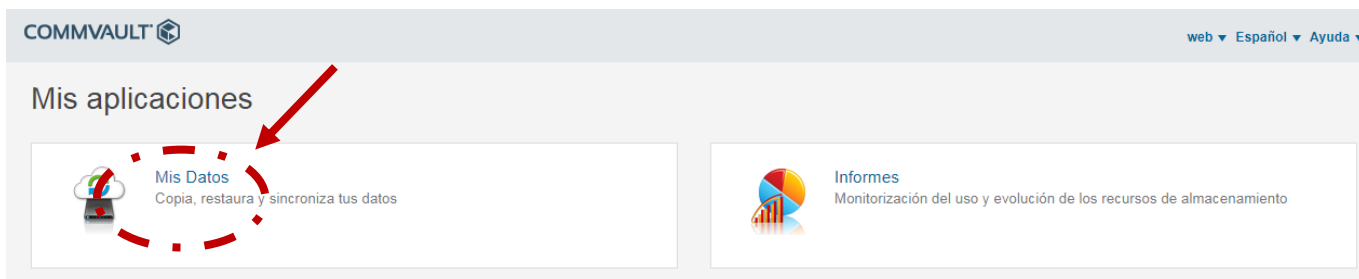 COMMVAULT
web Español Ayuda
Mis aplicaciones
Mis Datos
Copia, restaura y sincroniza tus datos
Informes
Monitorización del uso y evolución de los recursos de almacenamiento